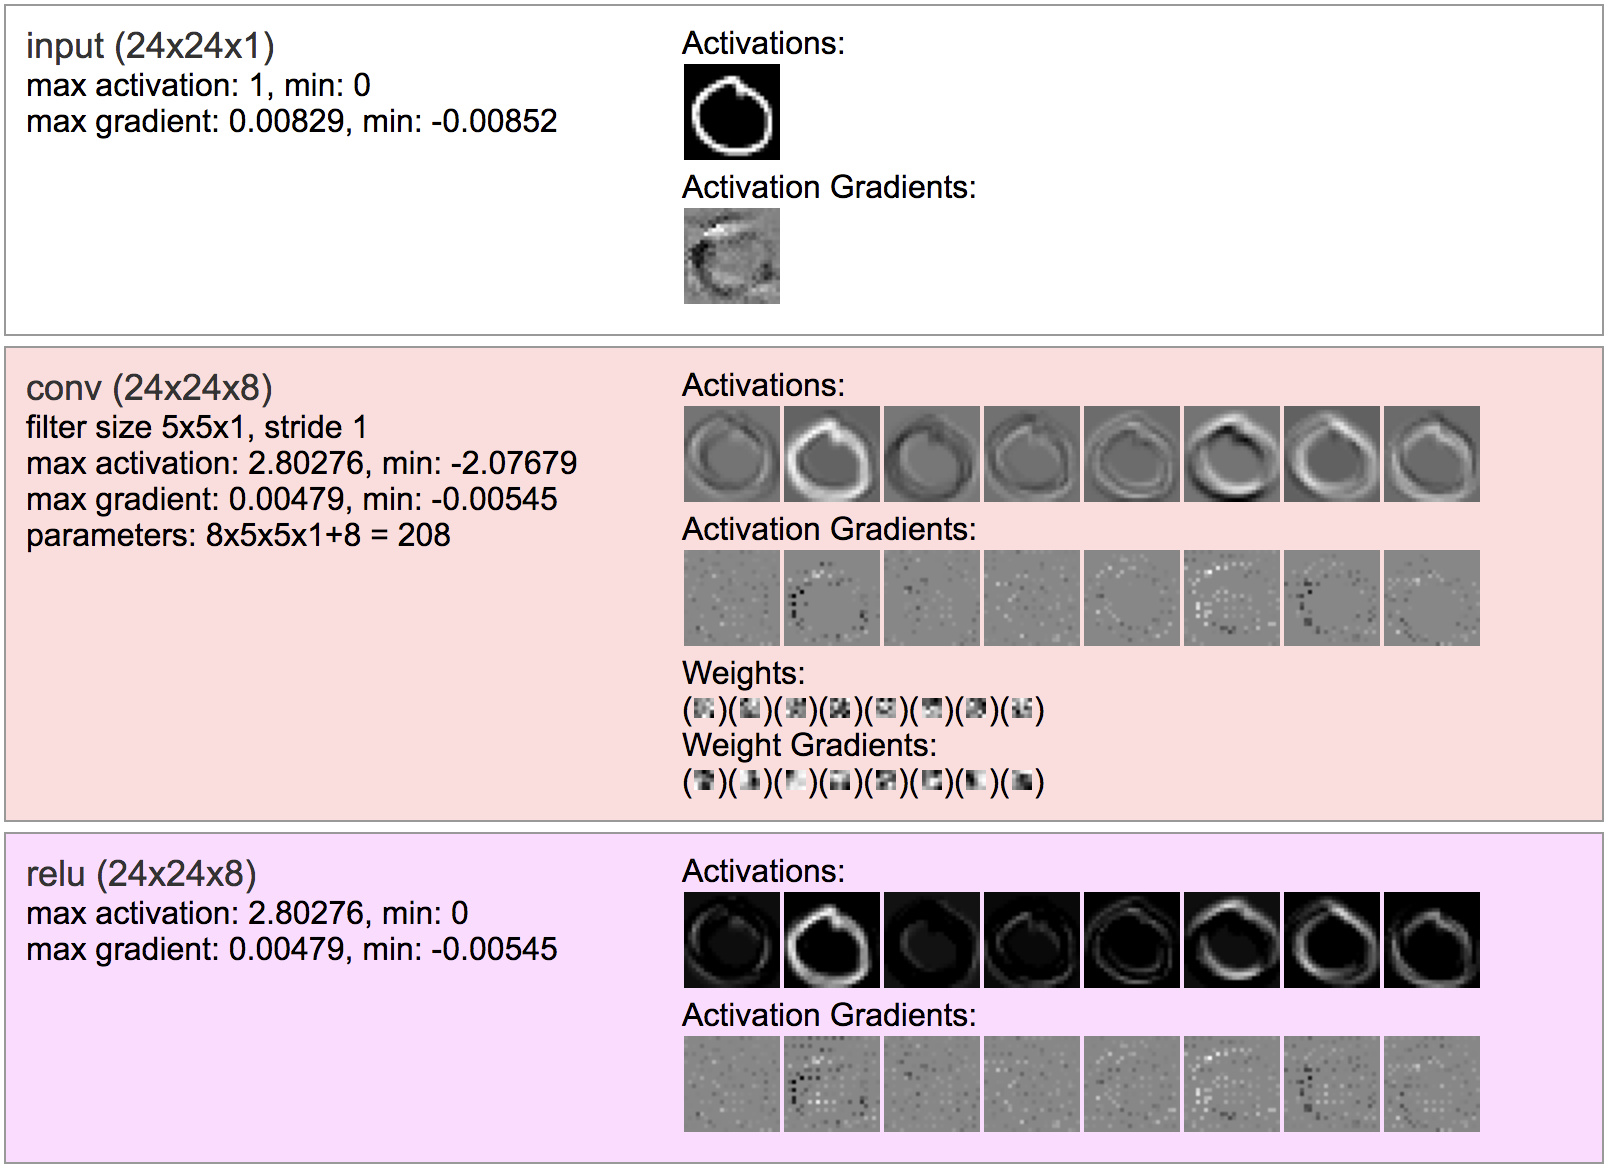 input (24x24x1)
max activation: 1, min: 0
max gradient: 0.00829, min: -0.00852
Activations:
Activation Gradients:
conv (24x24x8)
filter size 5x5x1, stride 1
max activation: 2.80276, min: -2.07679
max gradient: 0.00479, min: -0.00545
parameters: 8x5x5x1+8 = 208
Activations:
Activation Gradients:
Weights:
( )( )( )( )( )( )( )( )
Weight Gradients:
( )( )( )( )( )( )( )( )
relu (24x24x8)
max activation: 2.80276, min: 0
max gradient: 0.00479, min: -0.00545
Activations:
Activation Gradients: